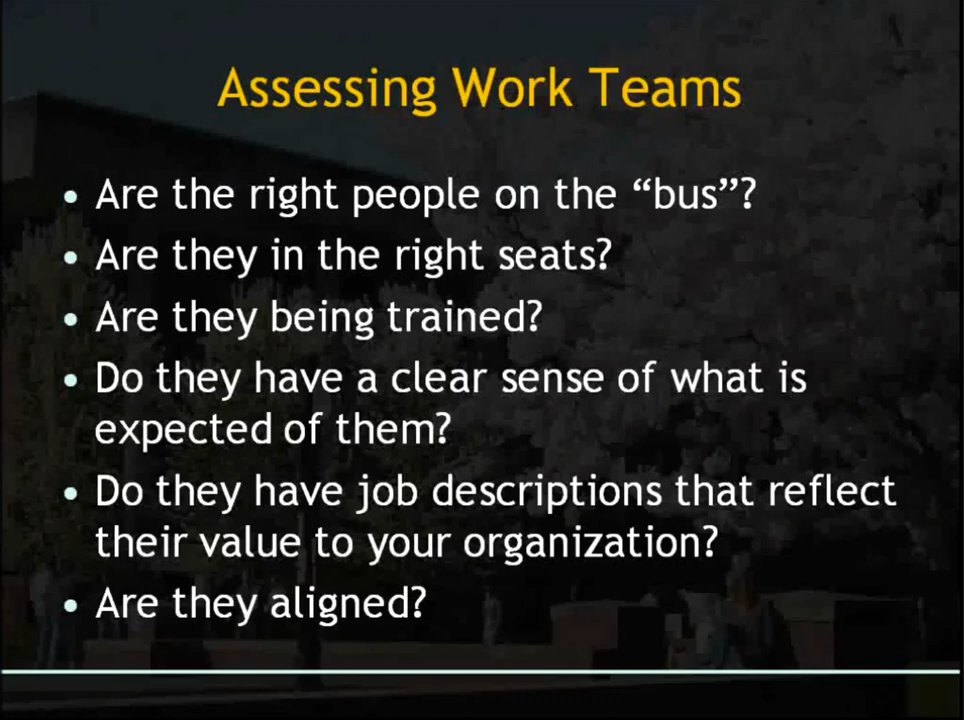 Assessing Work Teams
• Are the right people on the “bus”?
• Are they in the right seats?
• Are they being trained?
• Do they have a clear sense of what is
expected of them?
• Do they have job descriptions that reflect
their value to your organization?
• Are they aligned?